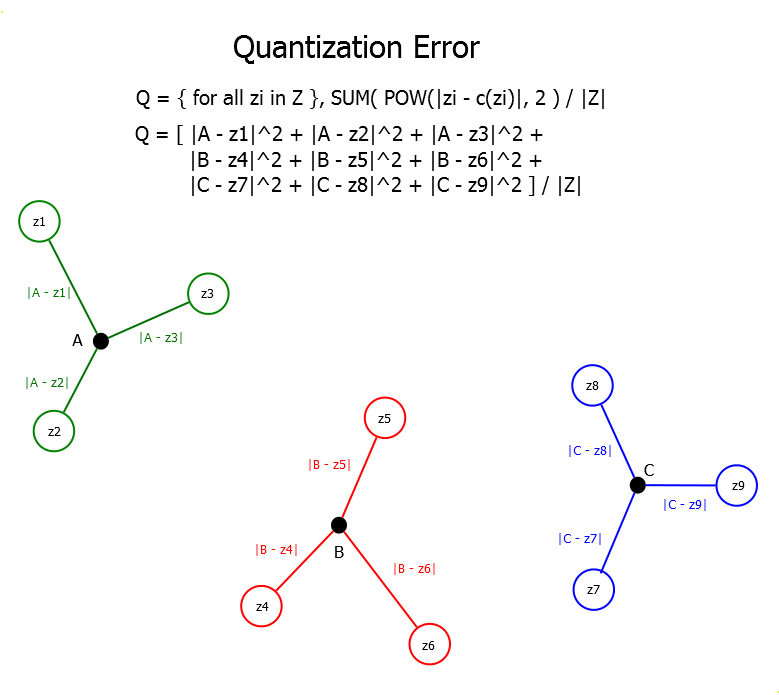 Quantization Error
Q = { for all zi in Z }, SUM( POW(|zi - c(zi)|, 2 ) / |Z|
Q = [ |A - z1|^2 + |A - z2|^2 + |A - z3|^2 +
|B - z4|^2 + |B - z5|^2 + |B - z6|^2 +
|C - z7|^2 + |C - z8|^2 + |C - z9|^2 ] / |Z|
z1
|A - z1|
z3
A
|A - z3|
|A - z2|
z2
z5
|B - z5|
B
|B - z4|
|B - z6|
z4
z6
z8
|C - z8|
C
z9
|C - z9|
|C - z7|
z7